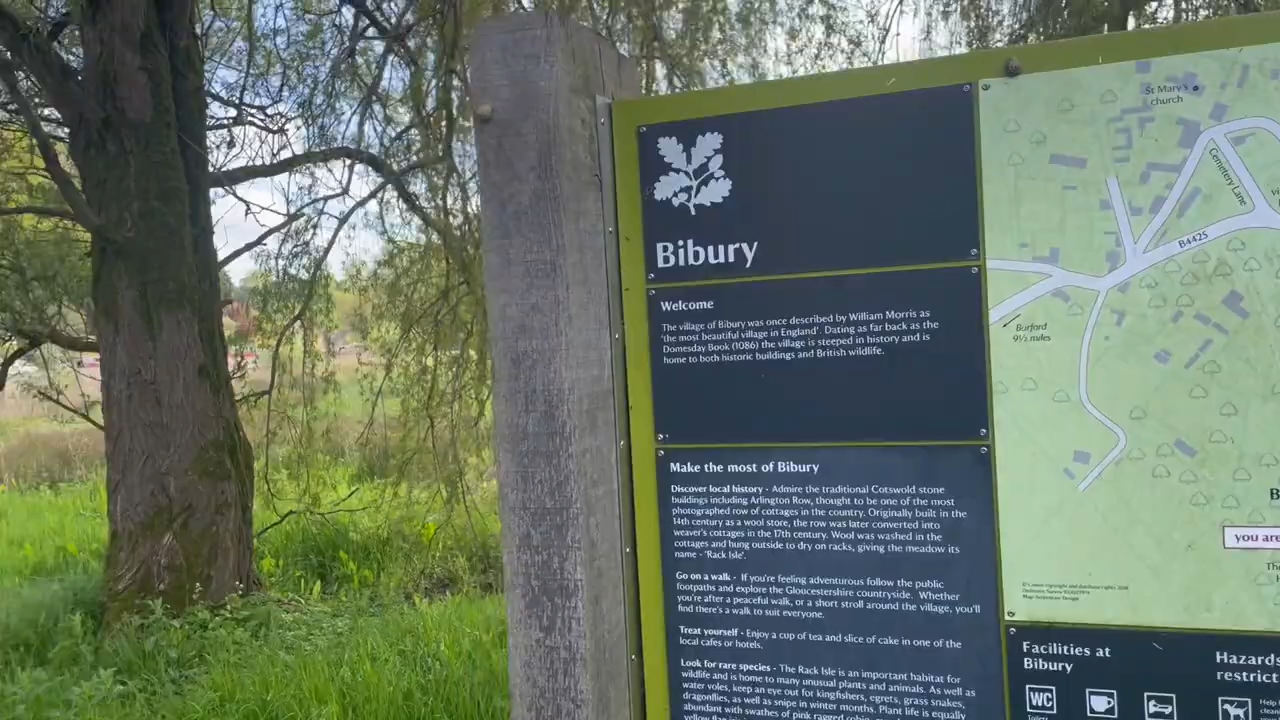 Bibury
Welcome
The village of Bibury was once described by William Morris as
'the most beautiful village in England'. Dating as far back as the
Domesday Book (1086) the village is steeped in history and is
home to both historic buildings and British wildlife.
Make the most of Bibury
Discover local history - Admire the traditional Cotswold stone
buildings including Arlington Row, thought to be one of the most
photographed row of cottages in the country. Originally built in the
14th century as a wool store, the row was later converted into
weaver's cottages in the 17th century. Wool was washed in the
cottages and hung outside to dry on racks, giving the meadow its
name - 'Rack Isle'.
Go on a walk - If you're feeling adventurous follow the public
footpaths and explore the Gloucestershire countryside. Whether
you're after a peaceful walk, or a short stroll around the village, you'll
find there's a walk to suit everyone.
Treat yourself - Enjoy a cup of tea and slice of cake in one of the
local cafes or hotels.
Look for rare species - The Rack Isle is an important habitat for
wildlife and is home to many unusual plants and animals. As well as
water voles, keep an eye out for kingfishers, egrets, grass snakes,
dragonflies, as well as snipe in winter months. Plant life is equally
abundant with swathes of pink ragged robin,
St Mary's
church
Cemetery Lane
B4425
Burford
9½ miles
B
you are
Th
Facilities at
Bibury
WC
Toilets
Hazards
restrict
Help